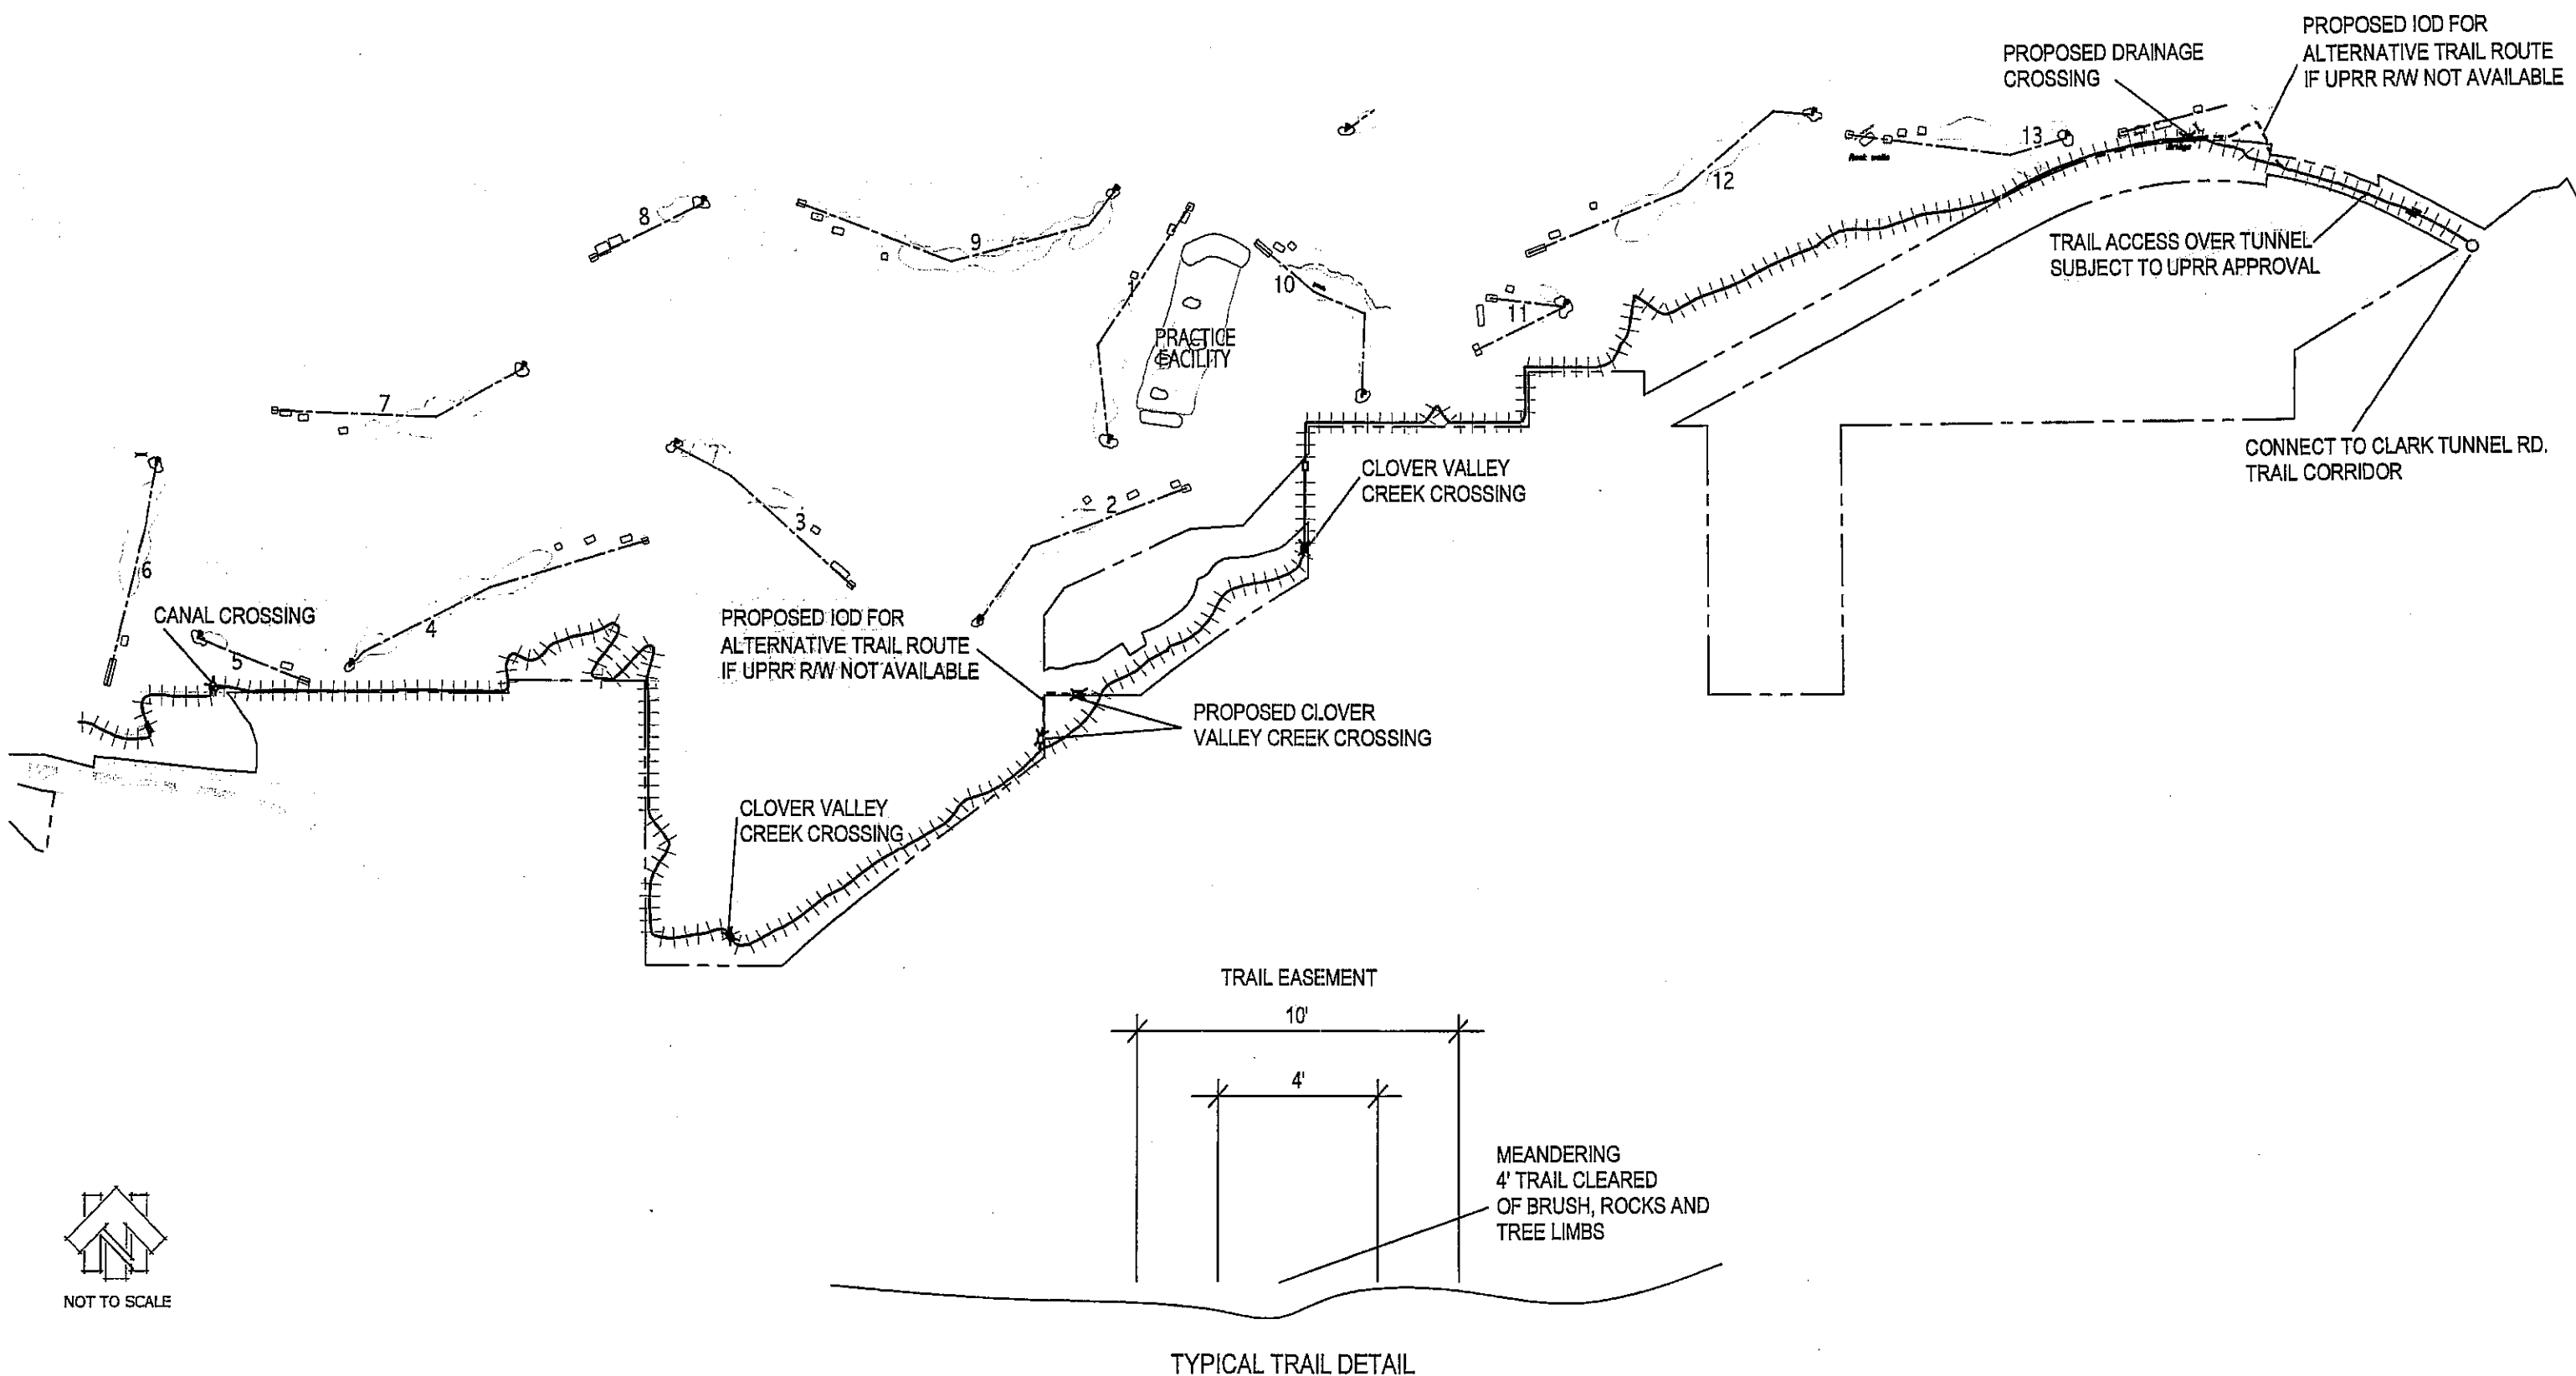 PROPOSED IOD FOR
ALTERNATIVE TRAIL ROUTE
IF UPRR R/W NOT AVAILABLE
PROPOSED DRAINAGE
CROSSING
13
Rock walls
Bridge
12
8
9
1
10
11
PRACTICE
FACILITY
TRAIL ACCESS OVER TUNNEL
SUBJECT TO UPRR APPROVAL
7
CONNECT TO CLARK TUNNEL RD.
TRAIL CORRIDOR
CLOVER VALLEY
CREEK CROSSING
2
3
6
CANAL CROSSING
4
5
PROPOSED IOD FOR
ALTERNATIVE TRAIL ROUTE
IF UPRR R/W NOT AVAILABLE
PROPOSED CLOVER
VALLEY CREEK CROSSING
CLOVER VALLEY
CREEK CROSSING
TRAIL EASEMENT
10'
4'
MEANDERING
4' TRAIL CLEARED
OF BRUSH, ROCKS AND
TREE LIMBS
N
NOT TO SCALE
TYPICAL TRAIL DETAIL